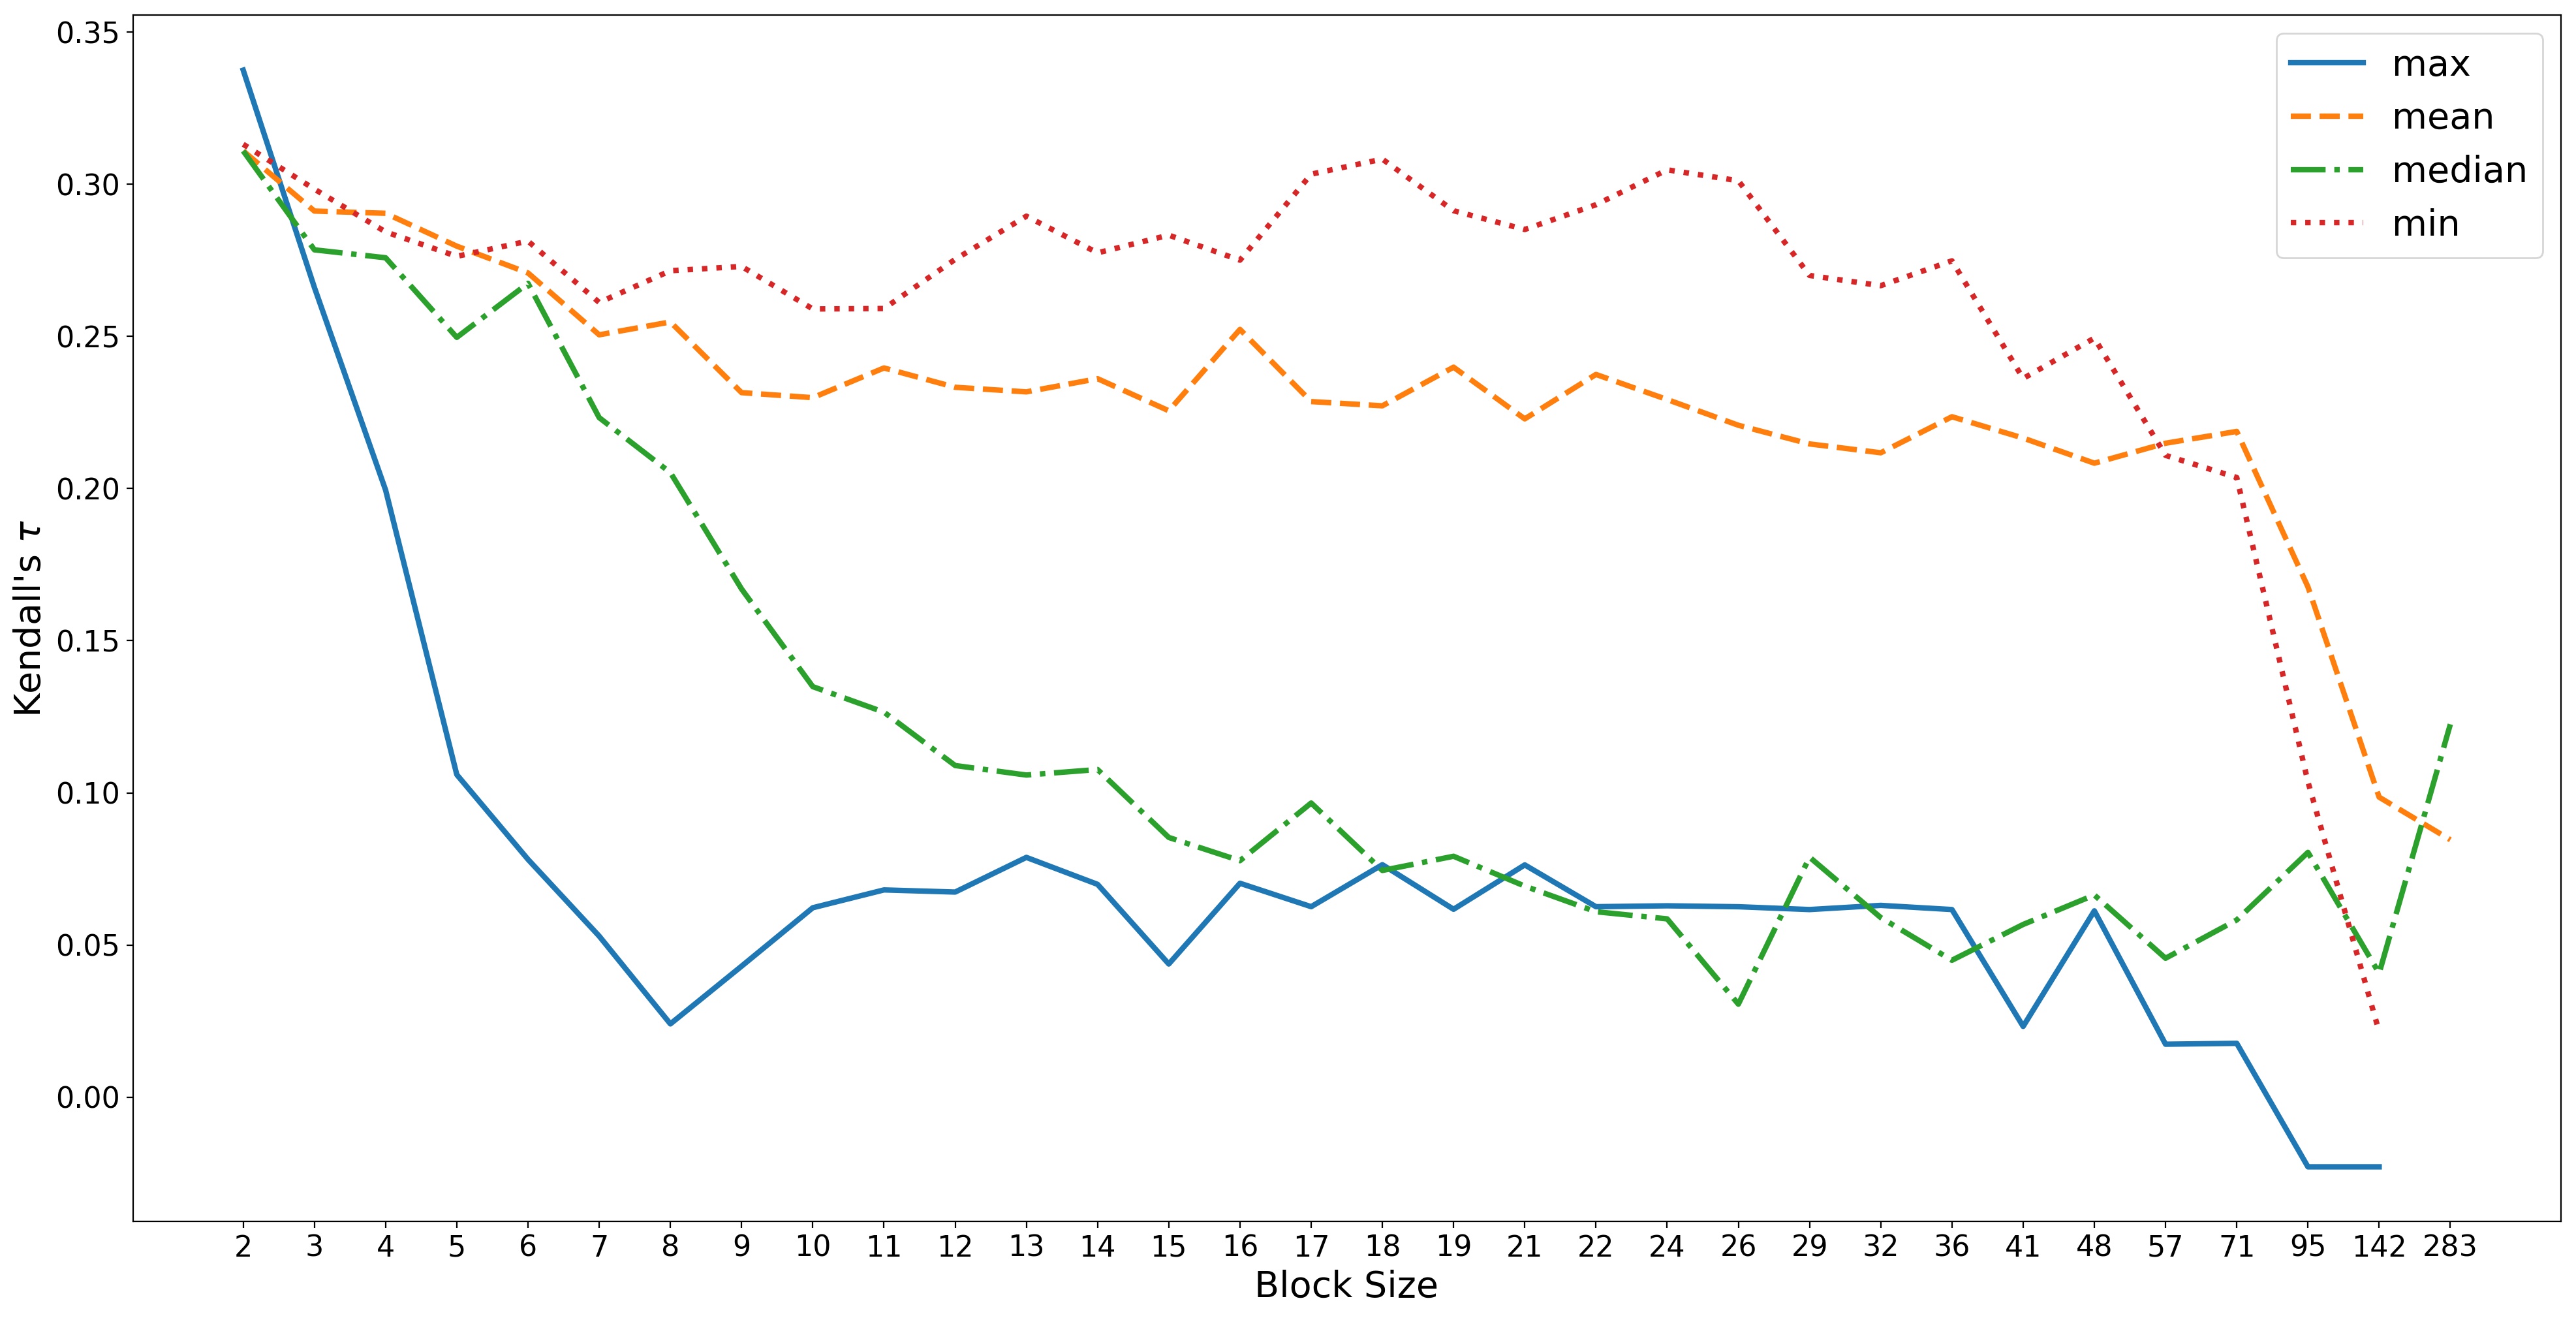 0.35
0.30
0.25
0.20
0.15
0.10
0.05
0.00
Kendall's τ
max
mean
median
min
2 3 4 5 6 7 8 9 10 11 12 13 14 15 16 17 18 19 21 22 24 26 29 32 36 41 48 57 71 95 142 283
Block Size